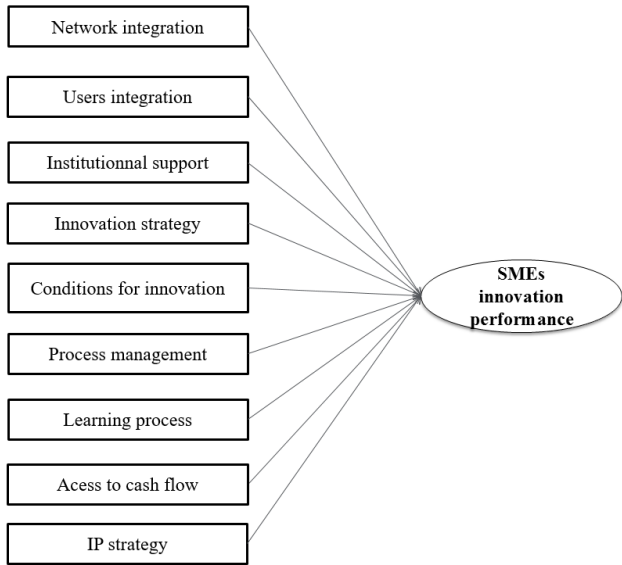 Network integration
Users integration
Institutionnal support
Innovation strategy
Conditions for innovation
Process management
Learning process
Acess to cash flow
IP strategy
SMEs
innovation
performance